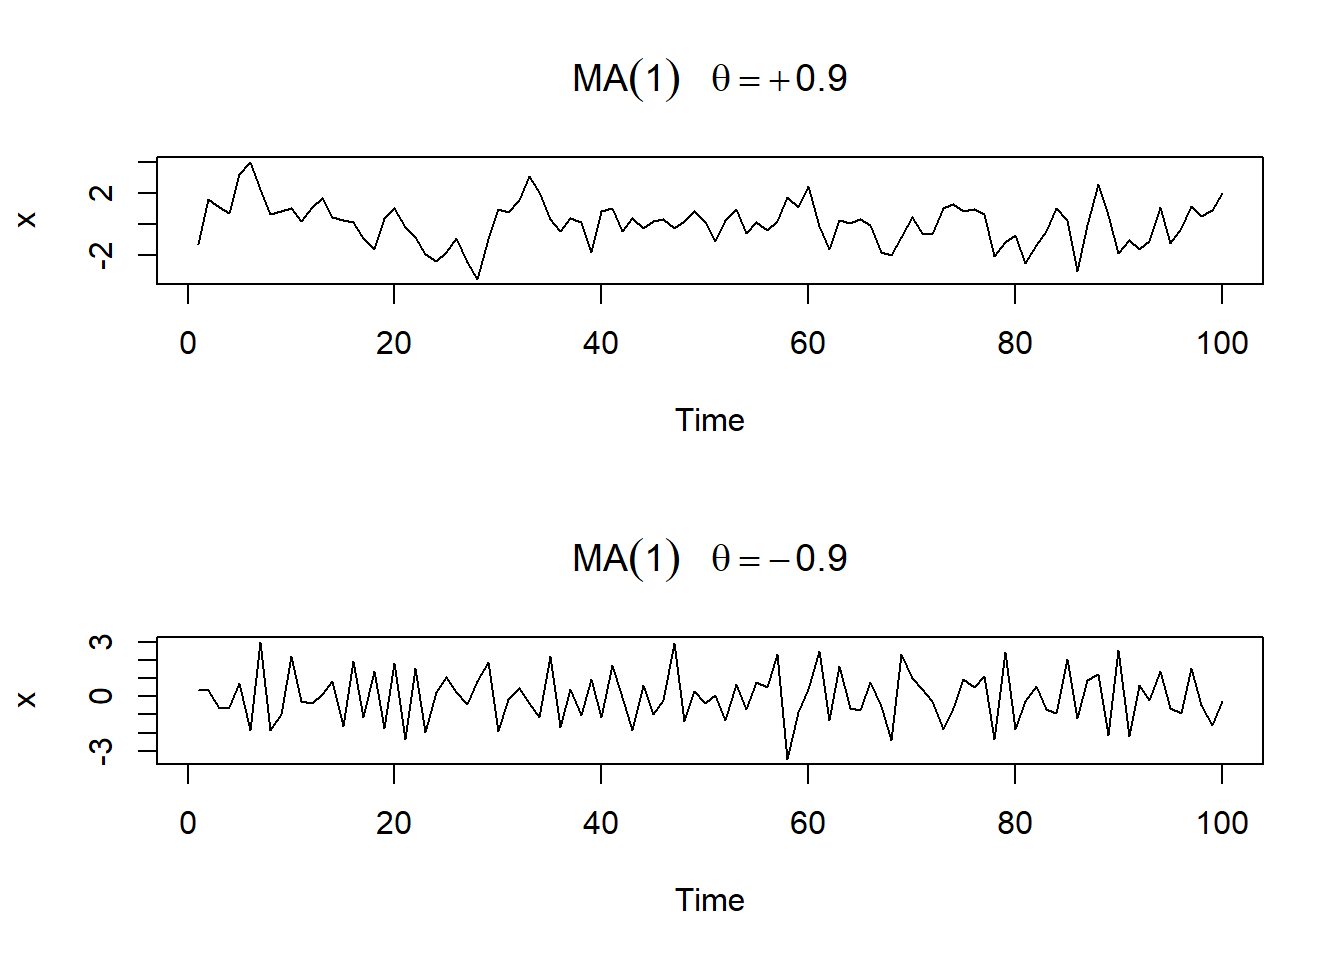 MA(1) θ = +0.9
x
2
-2
0 20 40 60 80 100
Time
MA(1) θ = −0.9
x
3
0
-3
0 20 40 60 80 100
Time